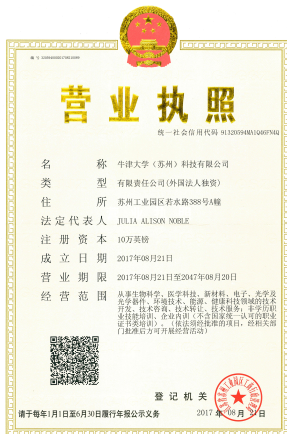 营业执照
统一社会信用代码 91320594MA1Q46FN4Q
名 称 牛津大学（苏州）科技有限公司
类 型 有限责任公司(外国法人独资)
住 所 苏州工业园区若水路388号A幢
法定代表人 JULIA ALISON NOBLE
注册资本 10万英镑
成立日期 2017年08月21日
营业期限 2017年08月21日至2047年08月20日
经营范围 从事生物科学、医学科技、新材料、电子、光学及
光学器件、环境技术、能源、健康科技领域的技术开
发、技术咨询、技术转让、技术服务；非学历职
业技能培训、企业内训（不含国家统一认可的职业
证书类培训）。（依法须经批准的项目，经相关部
门批准后方可开展经营活动）
登记机关
2017年 08月 21日
请于每年1月1日至6月30日履行年报公示义务